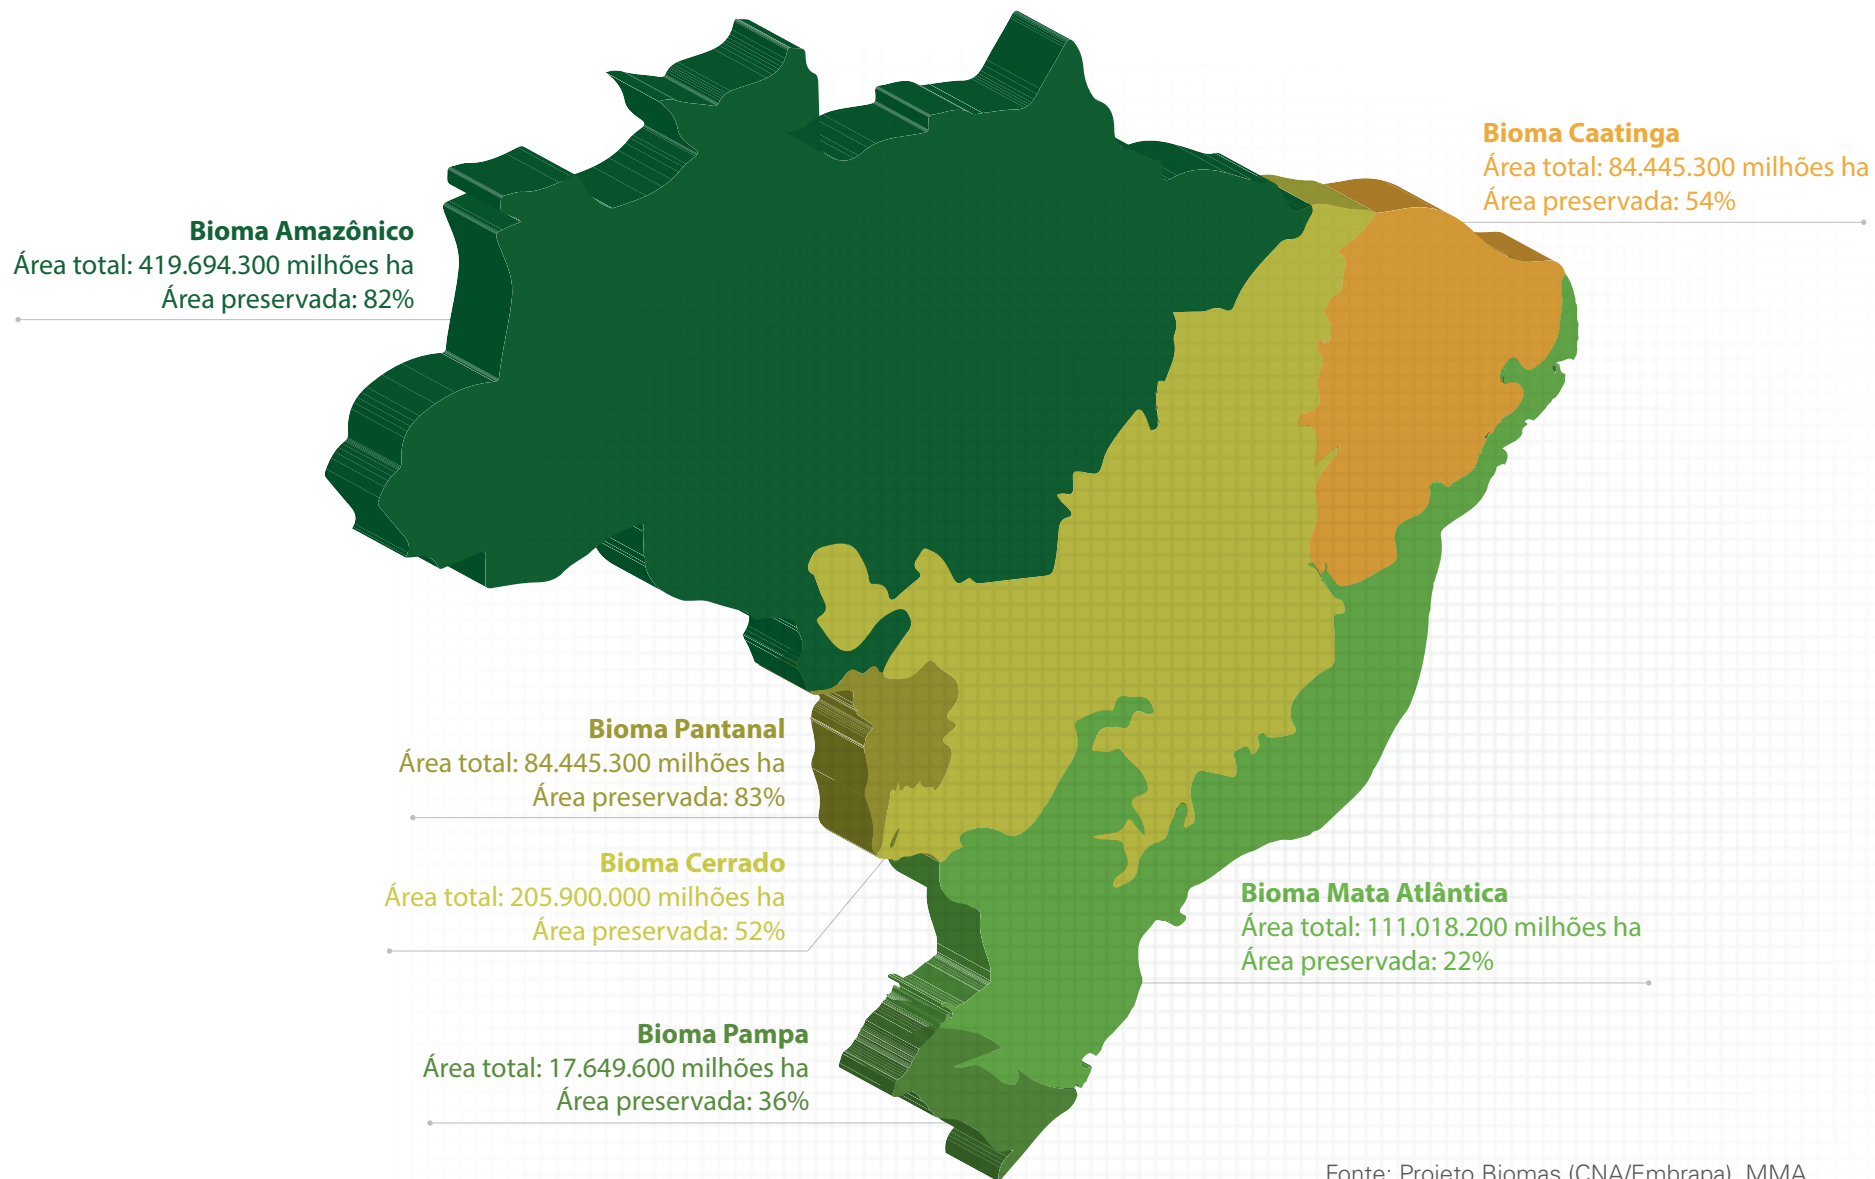 Bioma Caatinga
Área total: 84.445.300 milhões ha
Área preservada: 54%
Bioma Amazônico
Área total: 419.694.300 milhões ha
Área preservada: 82%
Bioma Pantanal
Área total: 84.445.300 milhões ha
Área preservada: 83%
Bioma Cerrado
Área total: 205.900.000 milhões ha
Área preservada: 52%
Bioma Mata Atlântica
Área total: 111.018.200 milhões ha
Área preservada: 22%
Bioma Pampa
Área total: 17.649.600 milhões ha
Área preservada: 36%
Fonte: Projeto Biomas (CNA/Embrapa), MMA